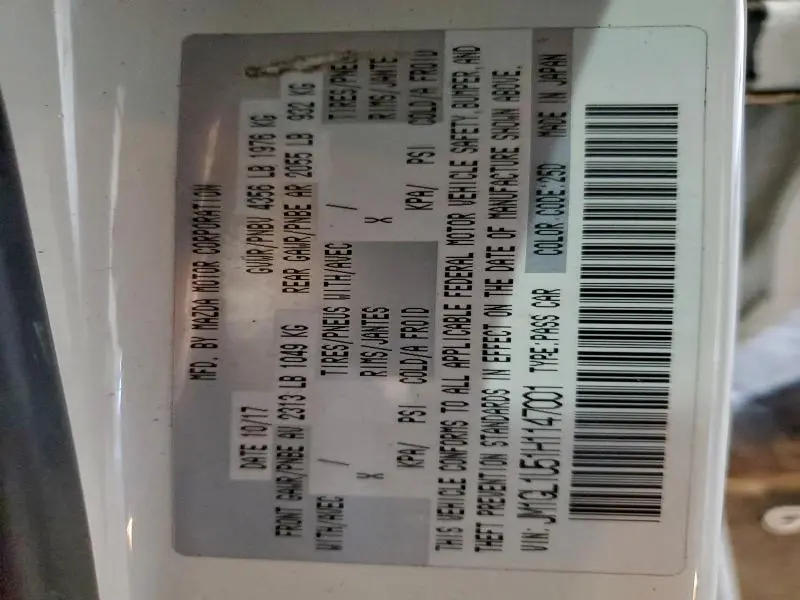 MFD. BY MAZDA MOTOR CORPORATION
DATE 10/17 GVWR/PNBV 4356 LB 1976 KG
FRONT GAWR/PNBE AV 2313 LB 1049 KG REAR GAWR/PNBE AR 2055 LB 932 KG
WITH/AVEC / TIRES/PNEUS WITH/AVEC / TIRES/PNEUS
X RIMS/JANTES X RIMS/JANTES
KPA/ PSI COLD/A FROID KPA/ PSI COLD/A FROID
THIS VEHICLE CONFORMS TO ALL APPLICABLE FEDERAL MOTOR VEHICLE SAFETY, BUMPER, AND
THEFT PREVENTION STANDARDS IN EFFECT ON THE DATE OF MANUFACTURE SHOWN ABOVE.
VIN: JM1GL1U51H1147001 TYPE:PASS CAR COLOR CODE:25D MADE IN JAPAN